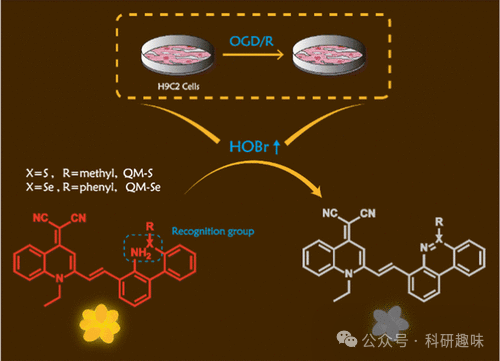 OGD/R
H9C2 Cells
HOBr↑
X=S, R=methyl, QM-S
X=Se, R=phenyl, QM-Se
NC CN
R
X
NH₂
Recognition group
N
NC CN
R
N=X
N
公众号 · 科研趣味